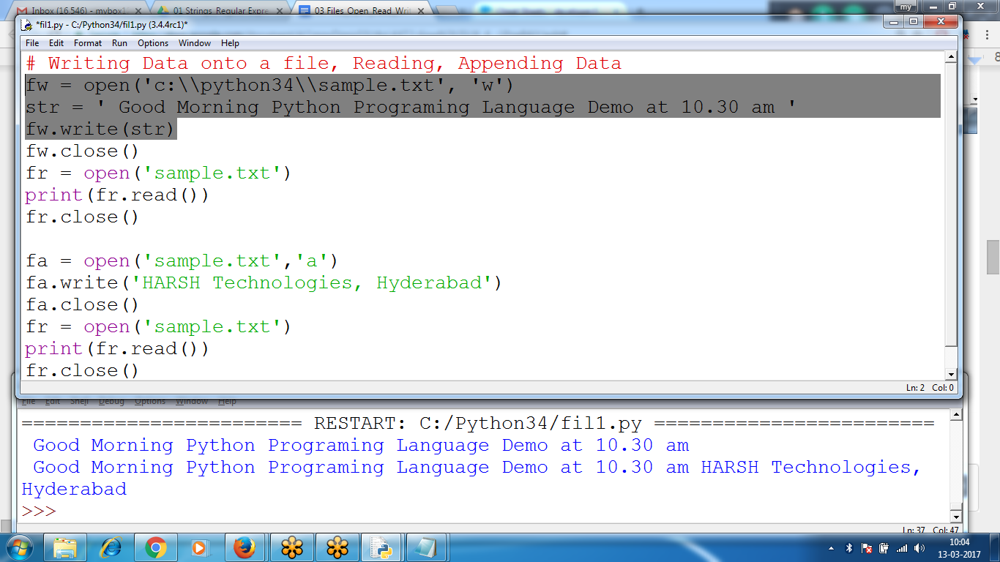 Inbox (16,546) - mybox1
01 Strings Regular Expre
03 Files Open Read Wri
my
*fil1.py - C:/Python34/fil1.py (3.4.4rc1)*
File Edit Format Run Options Window Help
# Writing Data onto a file, Reading, Appending Data
fw = open('c:\\python34\\sample.txt', 'w')
str = ' Good Morning Python Programing Language Demo at 10.30 am '
fw.write(str)
fw.close()
fr = open('sample.txt')
print(fr.read())
fr.close()
fa = open('sample.txt','a')
fa.write('HARSH Technologies, Hyderabad')
fa.close()
fr = open('sample.txt')
print(fr.read())
fr.close()
Ln: 2 Col: 0
File Edit Shell Debug Options Window Help
======================== RESTART: C:/Python34/fil1.py ========================
Good Morning Python Programing Language Demo at 10.30 am
Good Morning Python Programing Language Demo at 10.30 am HARSH Technologies,
Hyderabad
>>>
Ln: 37 Col: 47
10:04
13-03-2017